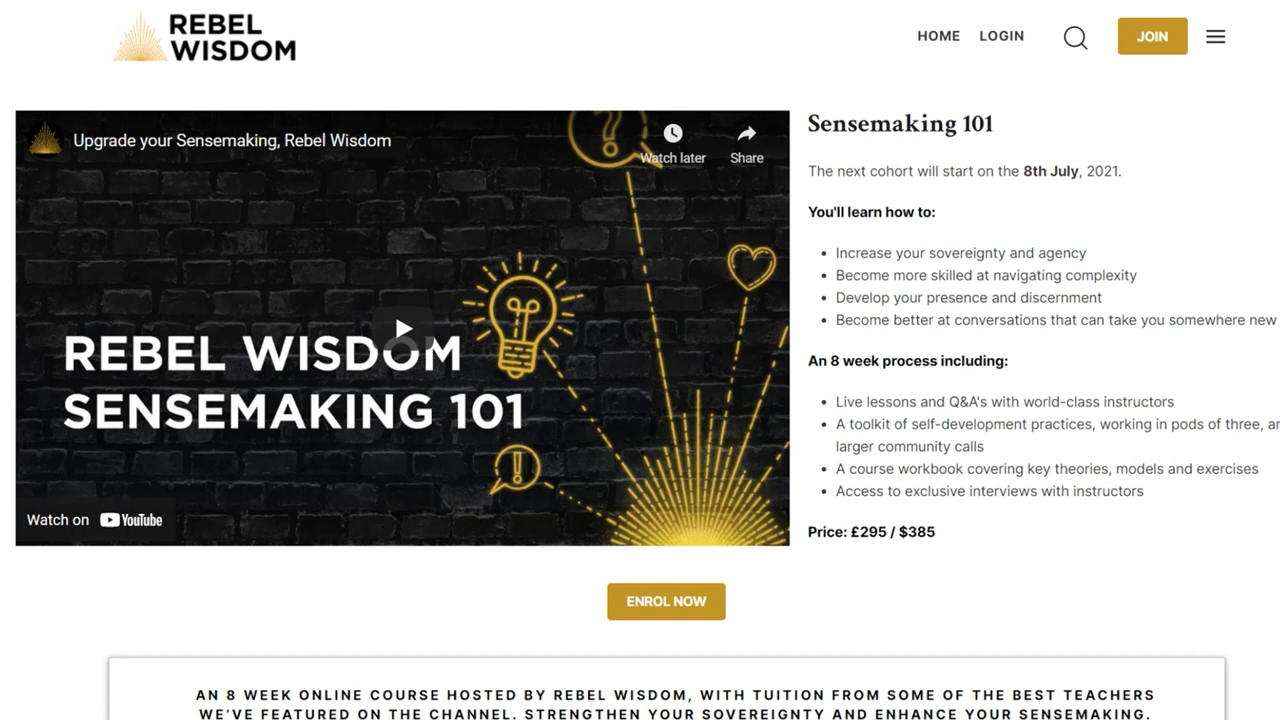 REBEL
WISDOM
HOME LOGIN JOIN
Upgrade your Sensemaking, Rebel Wisdom
Watch later Share
REBEL WISDOM
SENSEMAKING 101
Watch on YouTube
Sensemaking 101
The next cohort will start on the 8th July, 2021.
You'll learn how to:
• Increase your sovereignty and agency
• Become more skilled at navigating complexity
• Develop your presence and discernment
• Become better at conversations that can take you somewhere new
An 8 week process including:
• Live lessons and Q&A's with world-class instructors
• A toolkit of self-development practices, working in pods of three,
larger community calls
• A course workbook covering key theories, models and exercises
• Access to exclusive interviews with instructors
Price: £295 / $385
ENROL NOW
AN 8 WEEK ONLINE COURSE HOSTED BY REBEL WISDOM, WITH TUITION FROM SOME OF THE BEST TEACHERS
WE'VE FEATURED ON THE CHANNEL. STRENGTHEN YOUR SOVEREIGNTY AND ENHANCE YOUR SENSEMAKING.